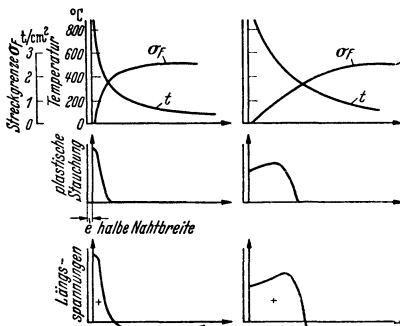 t/cm²
°C
Streckgrenze σF
Temperatur
3
2
1
0
800
600
400
200
0
σF
t
σF
t
plastische
Stauchung
e halbe Nahtbreite
Längs-
spannungen
+
+